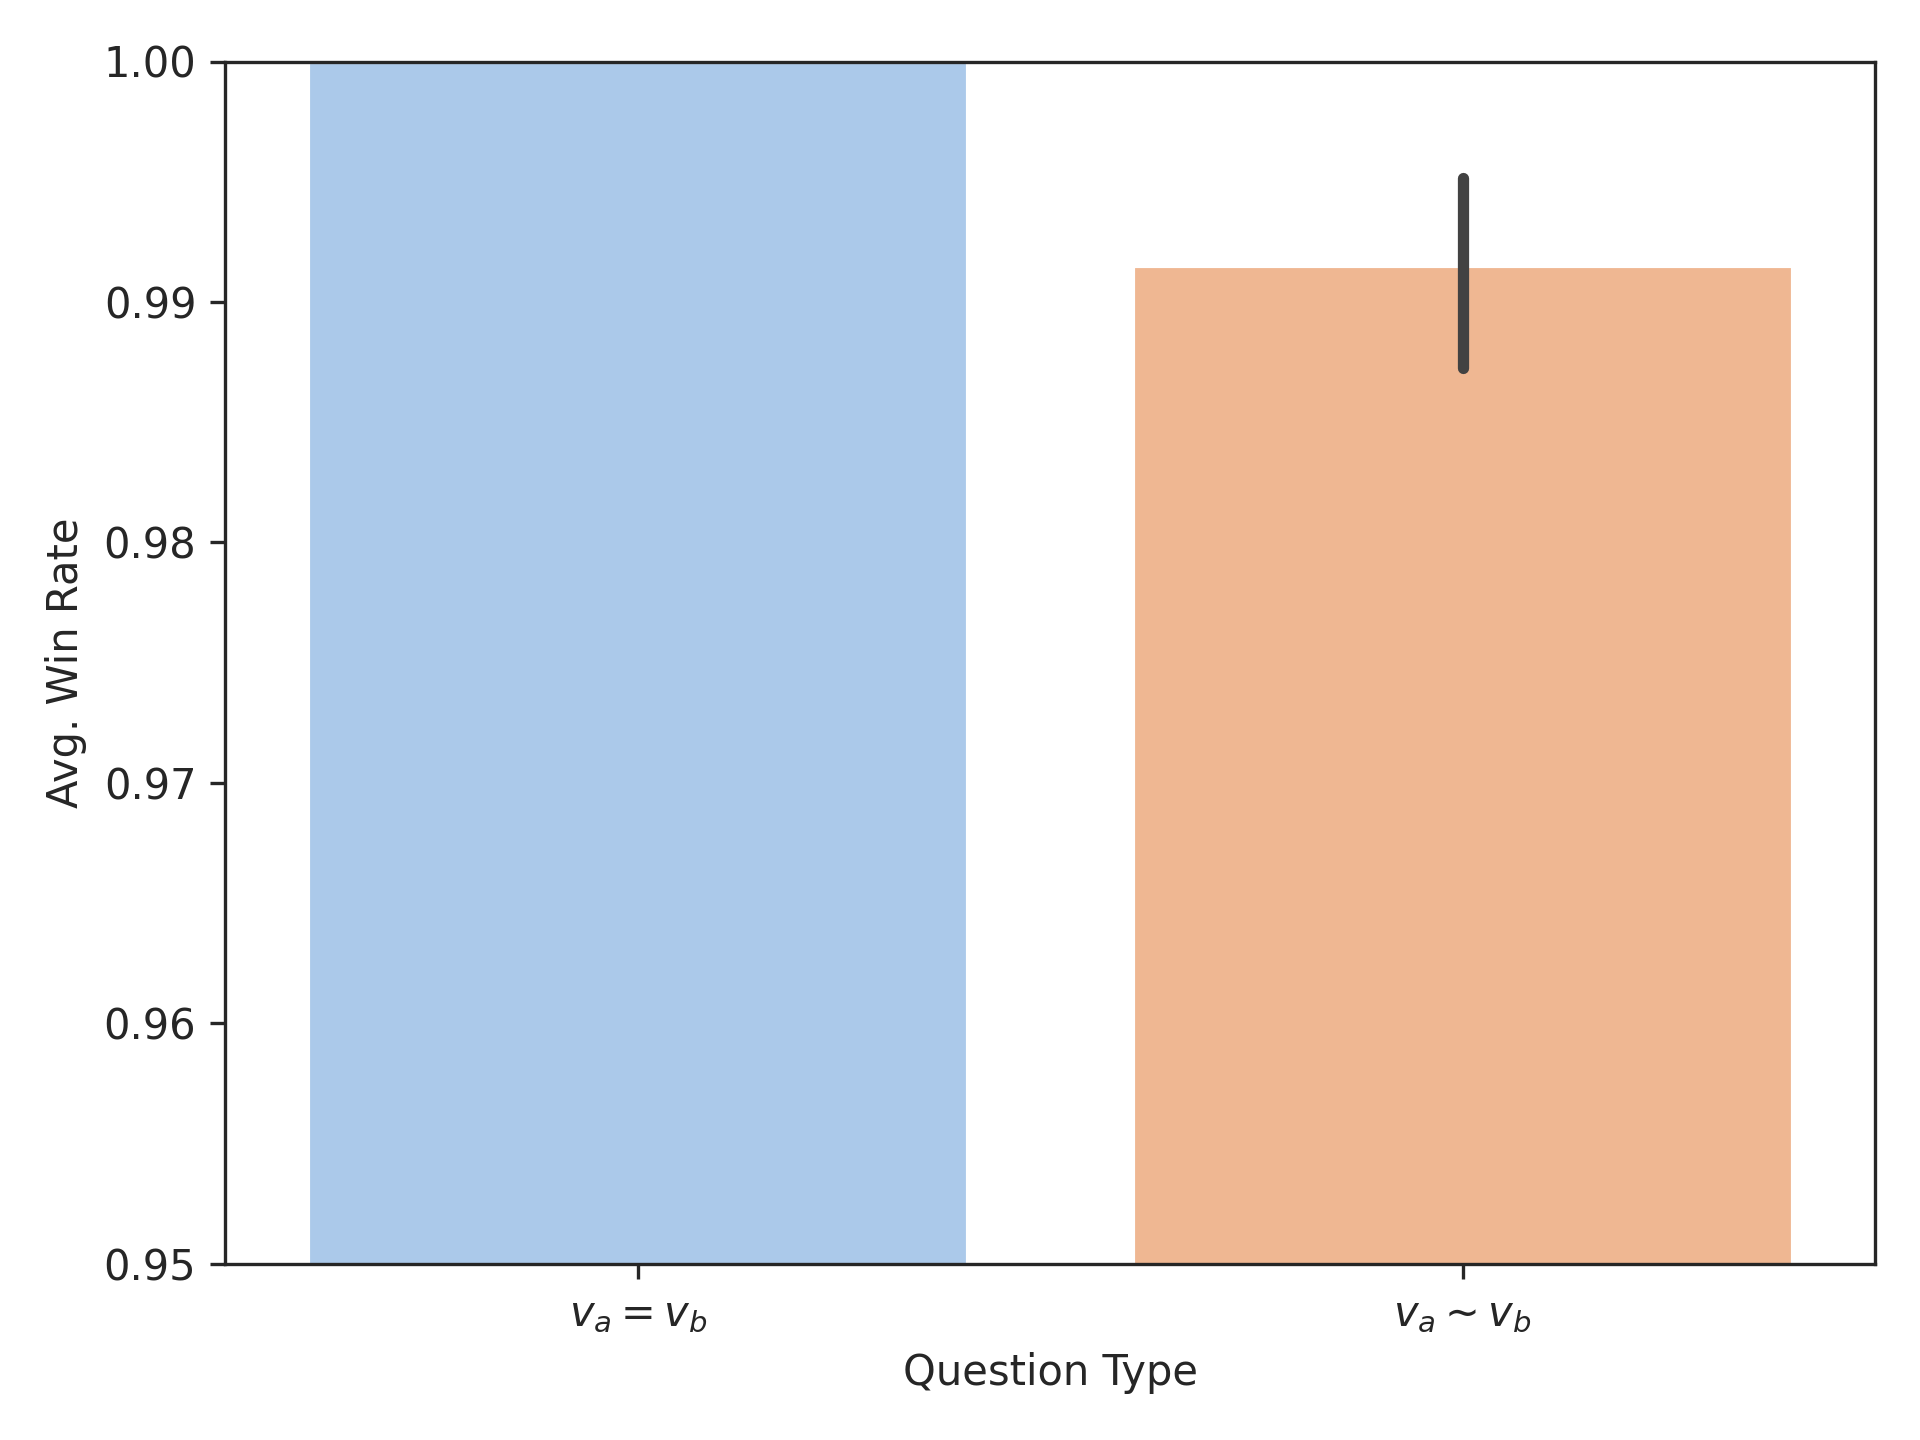 1.00
0.99
0.98
0.97
0.96
0.95
Avg. Win Rate
v_a = v_b
v_a ~ v_b
Question Type